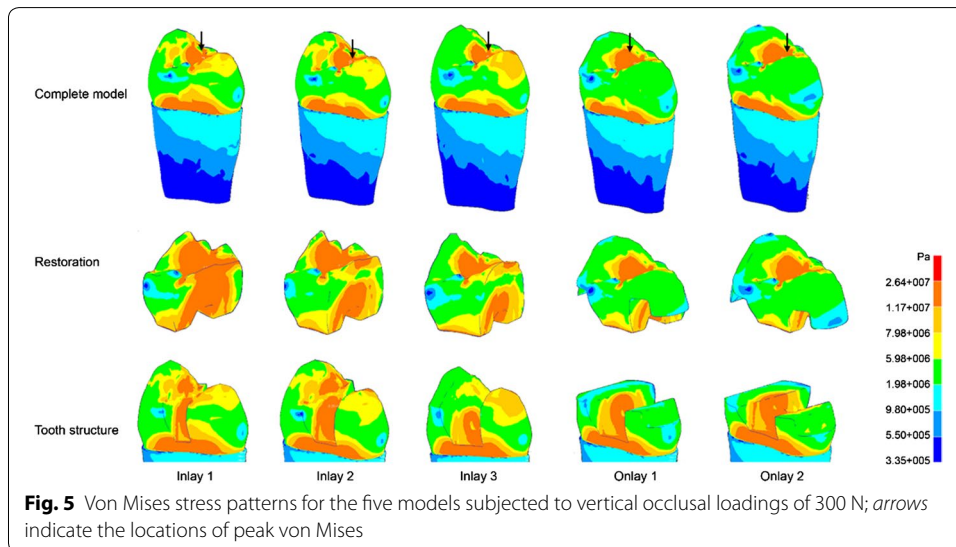 Complete model
Restoration
Pa
2.64+007
1.17+007
7.98+006
5.98+006
1.98+006
9.80+005
5.50+005
3.35+005
Tooth structure
Inlay 1 Inlay 2 Inlay 3 Onlay 1 Onlay 2
Fig. 5 Von Mises stress patterns for the five models subjected to vertical occlusal loadings of 300 N; arrows
indicate the locations of peak von Mises